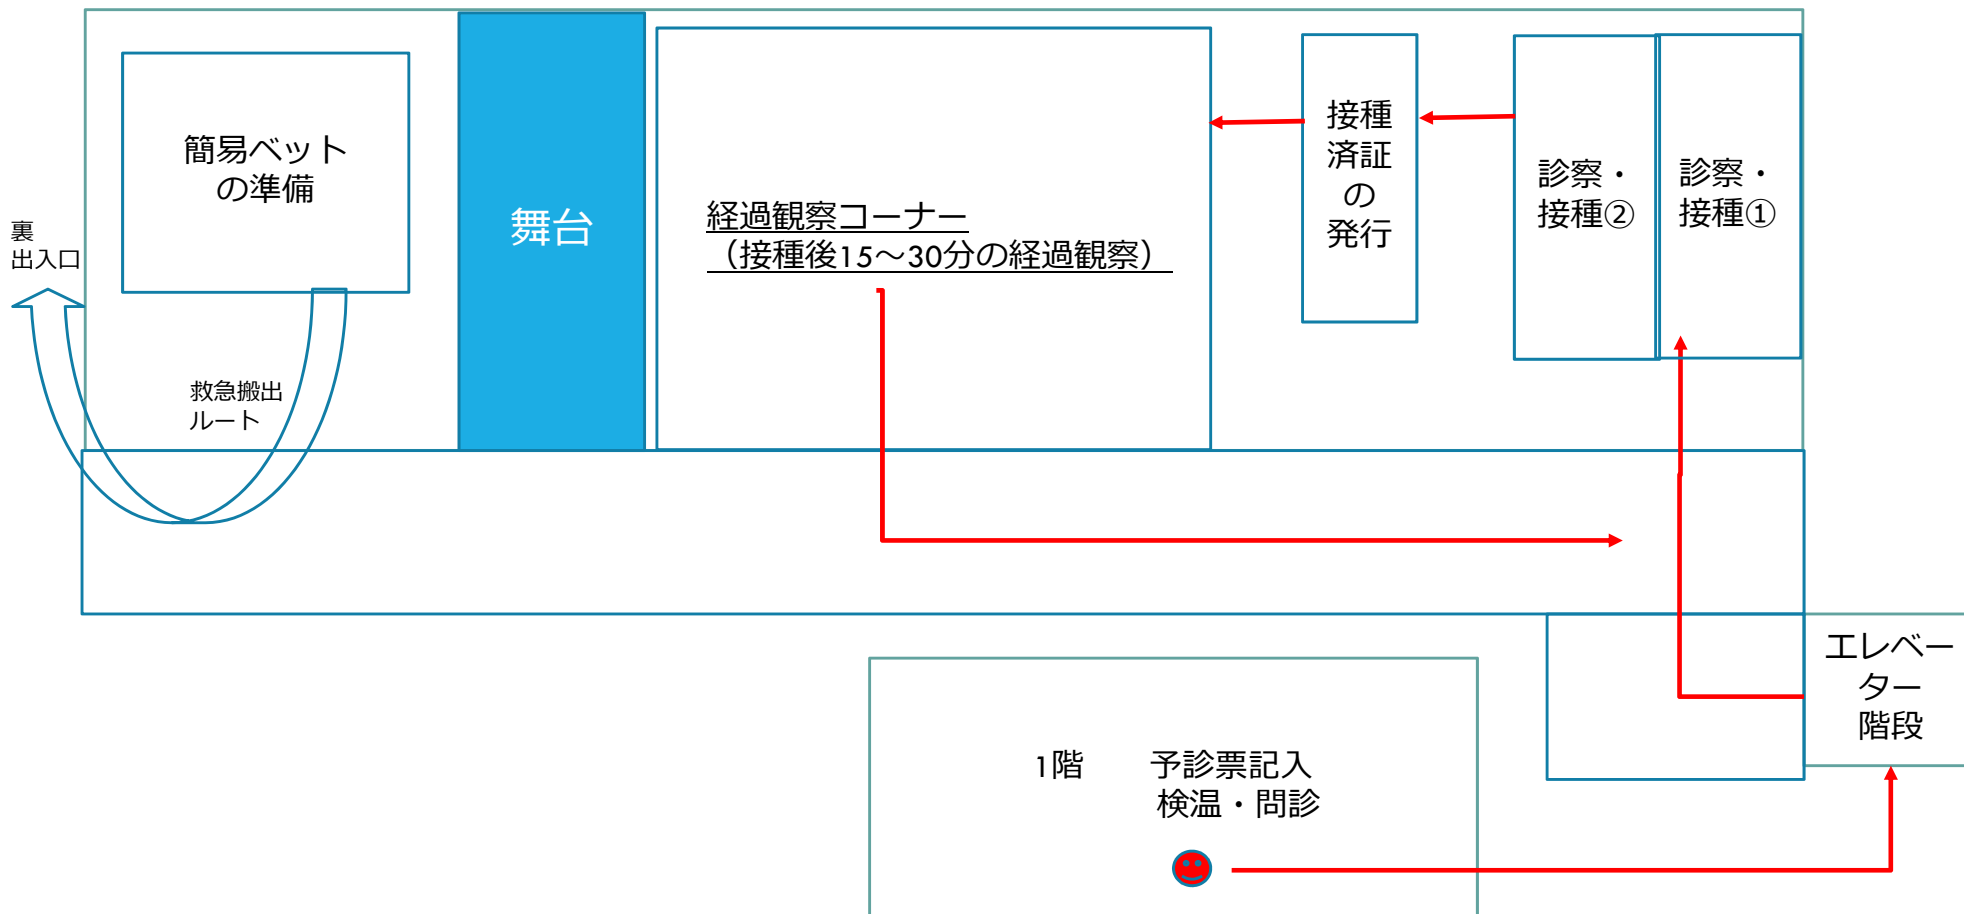 簡易ベット
の準備
舞台
経過観察コーナー
（接種後15～30分の経過観察）
接種
済証
の
発行
診察・
接種②
診察・
接種①
裏
出入口
救急搬出
ルート
エレベー
ター
階段
1階　　予診票記入
検温・問診